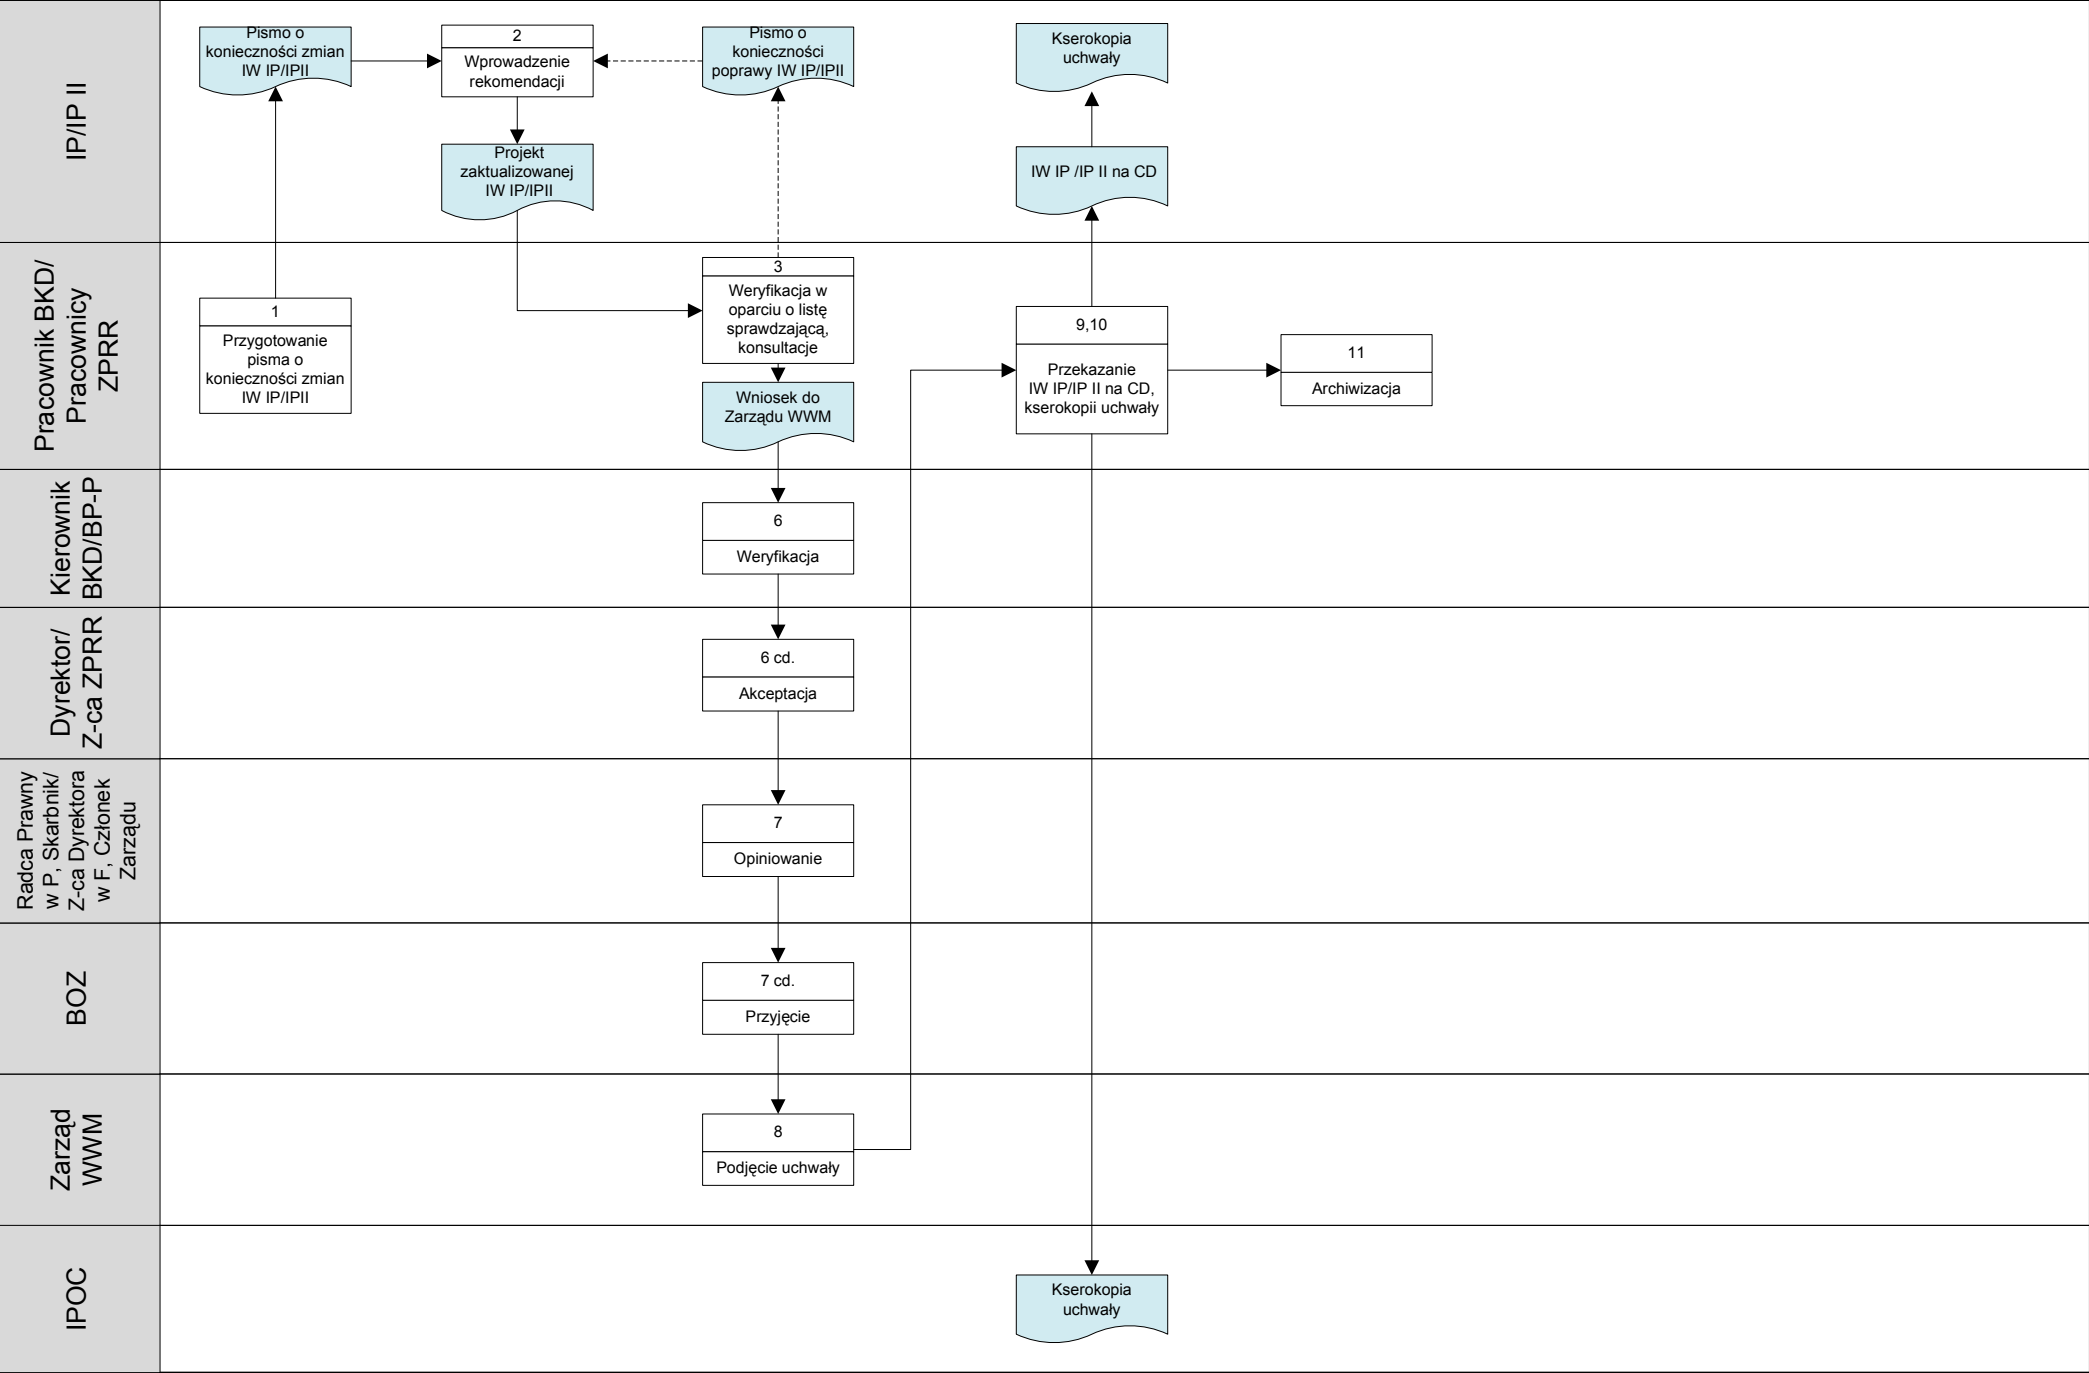 IP/IP II
Pismo o
konieczności zmian
IW IP/IPII
2
Wprowadzenie
rekomendacji
Pismo o
konieczności
poprawy IW IP/IPII
Kserokopia
uchwały
Projekt
zaktualizowanej
IW IP/IPII
IW IP /IP II na CD
Pracownik BKD/
Pracownicy
ZPRR
1
Przygotowanie
pisma o
konieczności zmian
IW IP/IPII
3
Weryfikacja w
oparciu o listę
sprawdzającą,
konsultacje
Wniosek do
Zarządu WWM
9,10
Przekazanie
IW IP/IP II na CD,
kserokopii uchwały
11
Archiwizacja
Kierownik
BKD/BP-P
6
Weryfikacja
Dyrektor/
Z-ca ZPRR
6 cd.
Akceptacja
Radca Prawny
w P, Skarbnik/
Z-ca Dyrektora
w F, Członek
Zarządu
7
Opiniowanie
BOZ
7 cd.
Przyjęcie
Zarząd
WWM
8
Podjęcie uchwały
IPOC
Kserokopia
uchwały